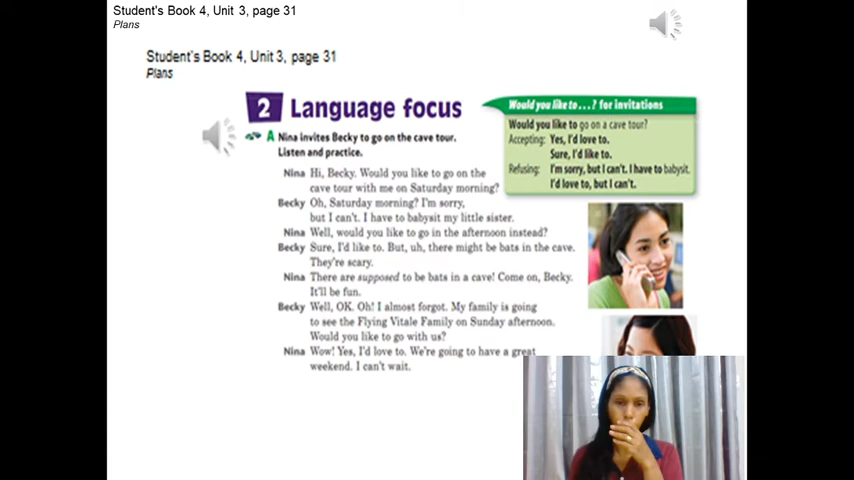 Student's Book 4, Unit 3, page 31
Plans
Student's Book 4, Unit 3, page 31
Plans
2 Language focus
A Nina invites Becky to go on the cave tour.
Listen and practice.
Nina Hi, Becky. Would you like to go on the
cave tour with me on Saturday morning?
Becky Oh, Saturday morning? I'm sorry,
but I can't. I have to babysit my little sister.
Nina Well, would you like to go in the afternoon instead?
Becky Sure, I'd like to. But, uh, there might be bats in the cave.
They're scary.
Nina There are supposed to be bats in a cave! Come on, Becky.
It'll be fun.
Becky Well, OK. Oh! I almost forgot. My family is going
to see the Flying Vitale Family on Sunday afternoon.
Would you like to go with us?
Nina Wow! Yes, I'd love to. We're going to have a great
weekend. I can't wait.
Would you like to . . . ? for invitations
Would you like to go on a cave tour?
Accepting: Yes, I'd love to.
Sure, I'd like to.
Refusing: I'm sorry, but I can't. I have to babysit.
I'd love to, but I can't.